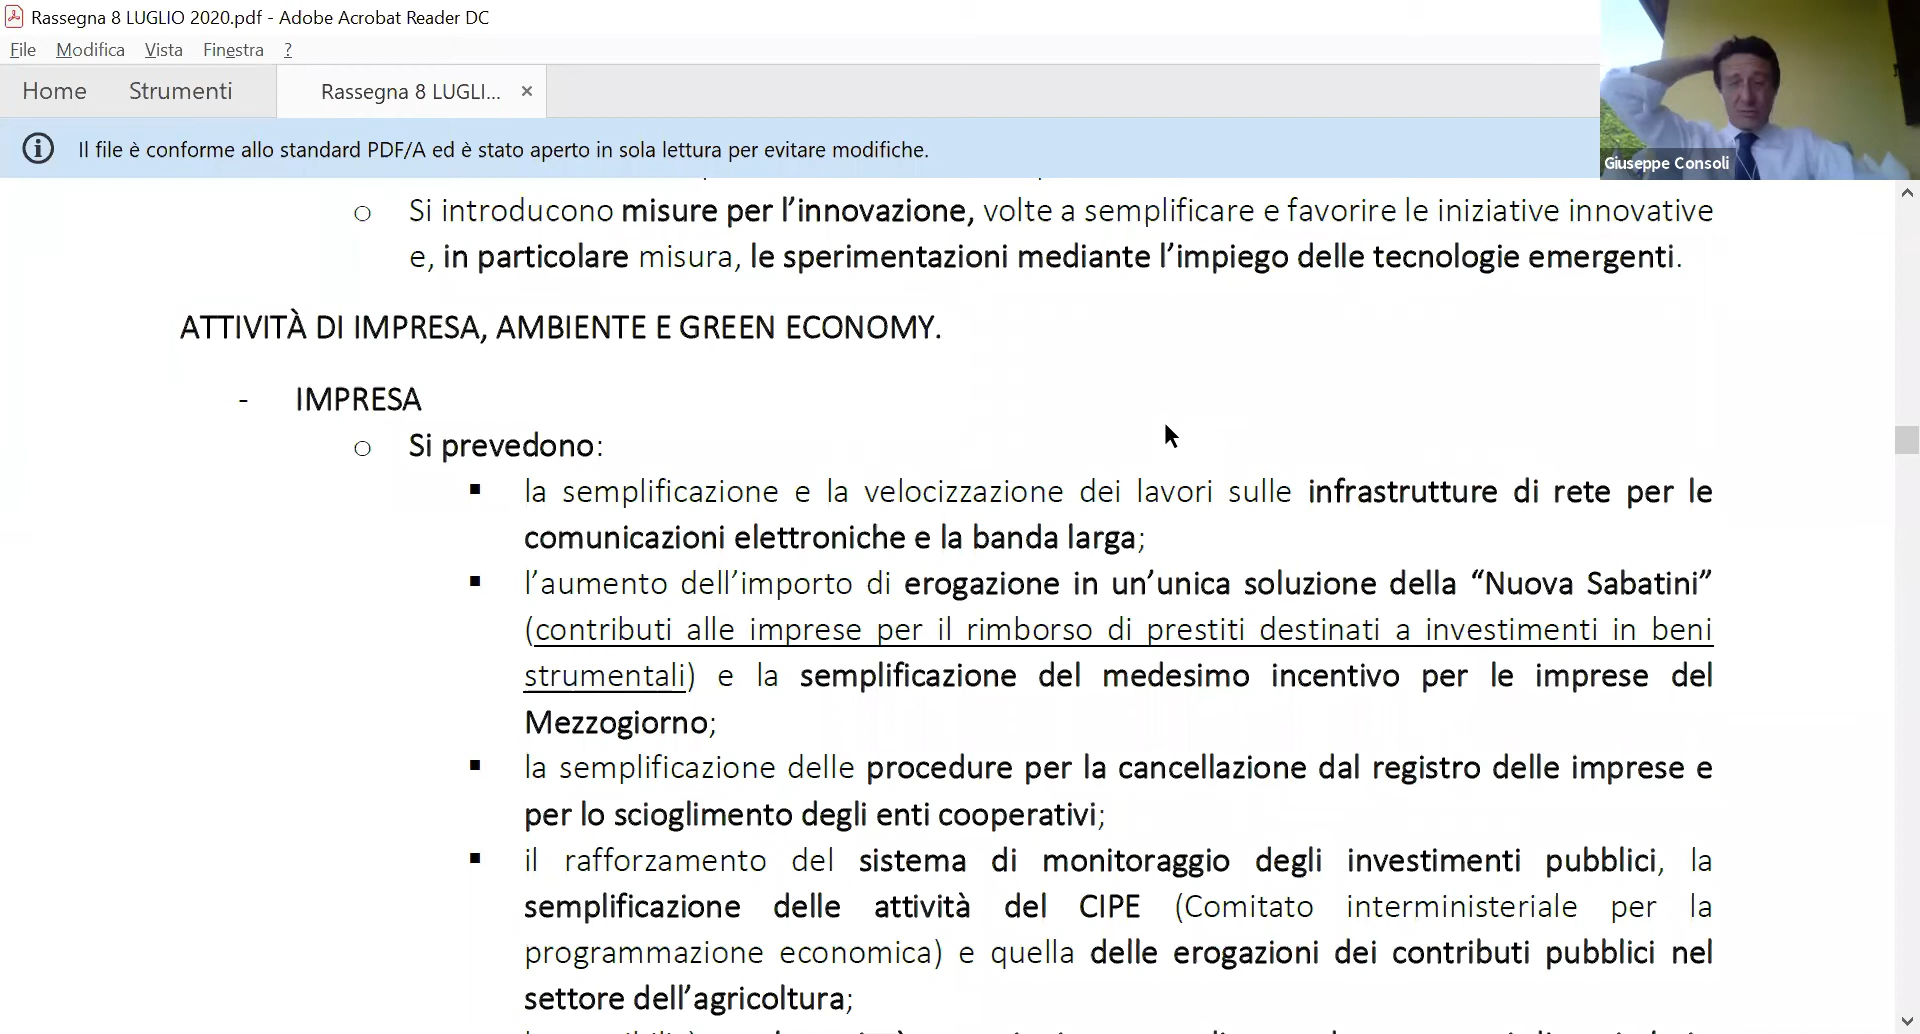 Rassegna 8 LUGLIO 2020.pdf - Adobe Acrobat Reader DC
File Modifica Vista Finestra ?
Home Strumenti Rassegna 8 LUGLI... ×
Il file è conforme allo standard PDF/A ed è stato aperto in sola lettura per evitare modifiche.
Giuseppe Consoli
o Si introducono misure per l’innovazione, volte a semplificare e favorire le iniziative innovative
e, in particolare misura, le sperimentazioni mediante l’impiego delle tecnologie emergenti.
ATTIVITÀ DI IMPRESA, AMBIENTE E GREEN ECONOMY.
- IMPRESA
o Si prevedono:
▪ la semplificazione e la velocizzazione dei lavori sulle infrastrutture di rete per le
comunicazioni elettroniche e la banda larga;
▪ l’aumento dell’importo di erogazione in un’unica soluzione della “Nuova Sabatini”
(contributi alle imprese per il rimborso di prestiti destinati a investimenti in beni
strumentali) e la semplificazione del medesimo incentivo per le imprese del
Mezzogiorno;
▪ la semplificazione delle procedure per la cancellazione dal registro delle imprese e
per lo scioglimento degli enti cooperativi;
▪ il rafforzamento del sistema di monitoraggio degli investimenti pubblici, la
semplificazione delle attività del CIPE (Comitato interministeriale per la
programmazione economica) e quella delle erogazioni dei contributi pubblici nel
settore dell’agricoltura;